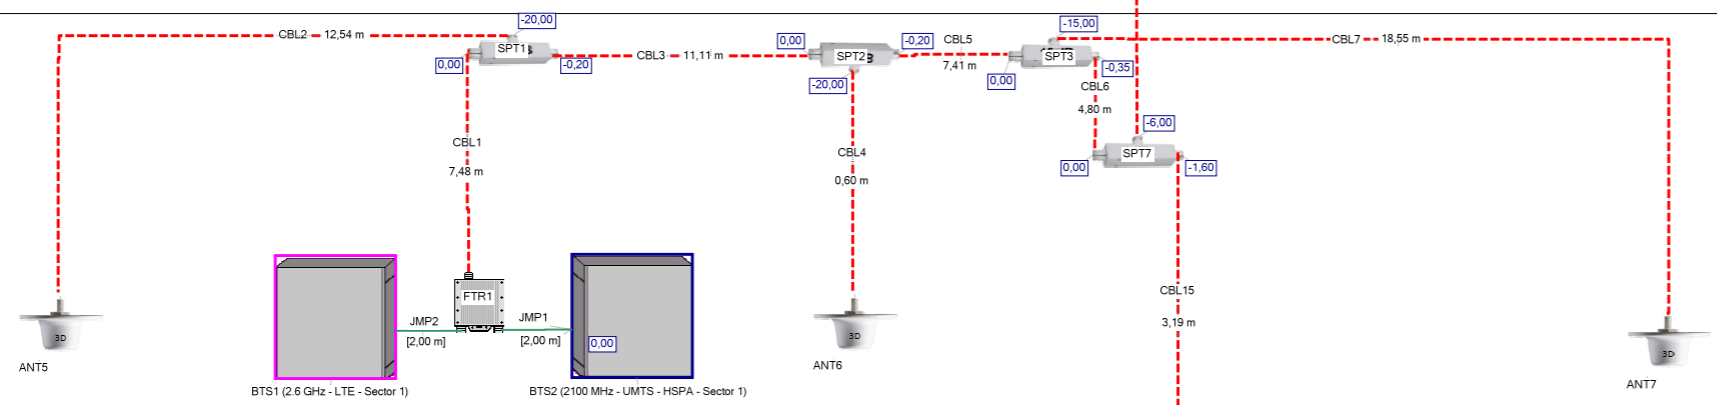 -20,00
-15,00
CBL2 12,54 m
SPT1
0,00
-0,20
CBL3 11,11 m
0,00
SPT2
-0,20
-20,00
CBL5
7,41 m
SPT3
0,00
-0,35
CBL7 18,55 m
CBL6
4,80 m
-6,00
SPT7
0,00
-1,60
CBL1
7,48 m
CBL4
0,60 m
CBL15
3,19 m
FTR1
JMP2
[2,00 m]
JMP1
[2,00 m]
0,00
3D
ANT5
3D
ANT6
3D
ANT7
BTS1 (2.6 GHz - LTE - Sector 1)
BTS2 (2100 MHz - UMTS - HSPA - Sector 1)